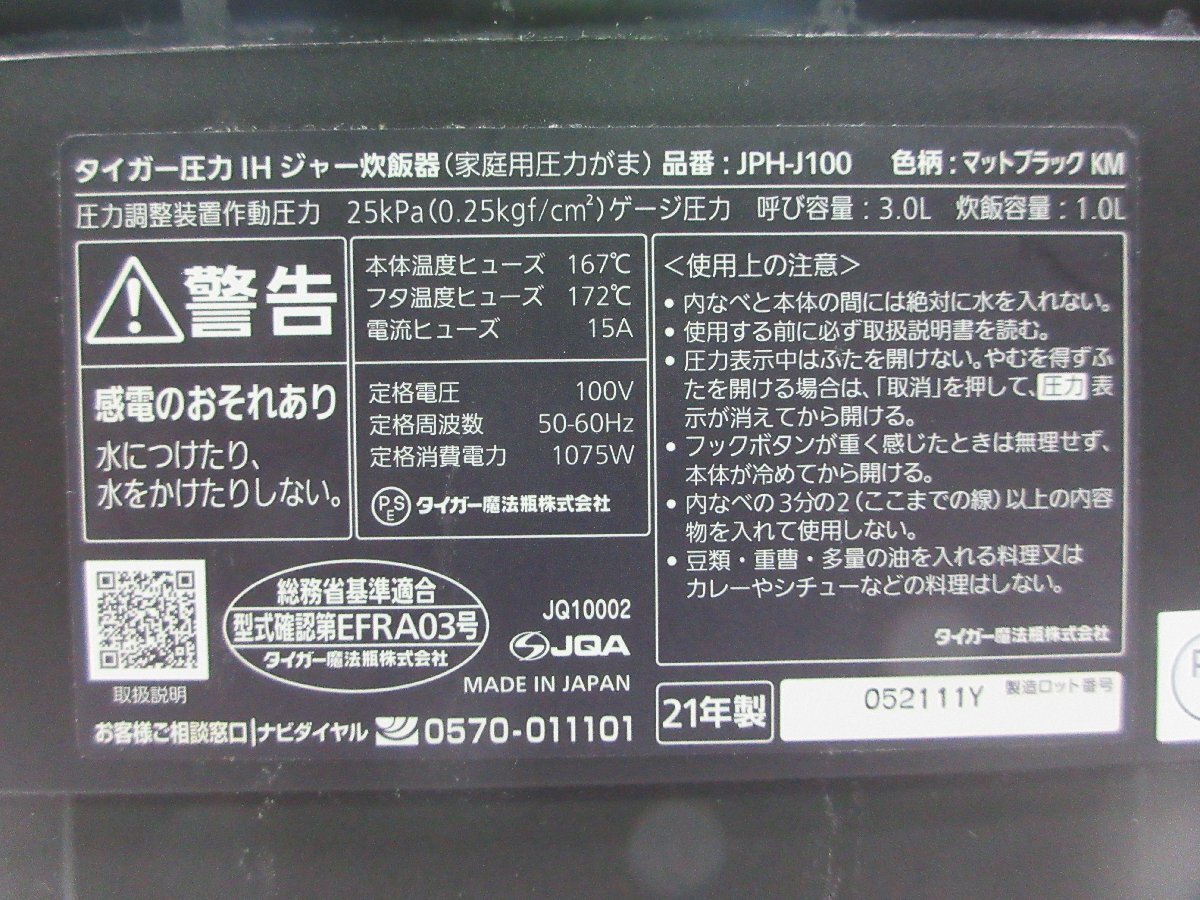 タイガー圧力IHジャー炊飯器(家庭用圧力がま) 品番:JPH-J100 色柄:マットブラックKM
圧力調整装置作動圧力 25kPa(0.25kgf/cm²)ゲージ圧力 呼び容量:3.0L 炊飯容量:1.0L
警告
感電のおそれあり
水につけたり、
水をかけたりしない。
本体温度ヒューズ 167℃
フタ温度ヒューズ 172℃
電流ヒューズ 15A
定格電圧 100V
定格周波数 50-60Hz
定格消費電力 1075W
PSE タイガー魔法瓶株式会社
<使用上の注意>
• 内なべと本体の間には絶対に水を入れない。
• 使用する前に必ず取扱説明書を読む。
• 圧力表示中はふたを開けない。やむを得ずふ
たを開ける場合は、「取消」を押して、圧力表
示が消えてから開ける。
• フックボタンが重く感じたときは無理せず、
本体が冷めてから開ける。
• 内なべの3分の2(ここまでの線)以上の内容
物を入れて使用しない。
• 豆類・重曹・多量の油を入れる料理又は
カレーやシチューなどの料理はしない。
タイガー魔法瓶株式会社
取扱説明
総務省基準適合
型式確認第EFRA03号
タイガー魔法瓶株式会社
JQ10002
JQA
MADE IN JAPAN
お客様ご相談窓口|ナビダイヤル 0570-011101
21年製
052111Y 製造ロット番号